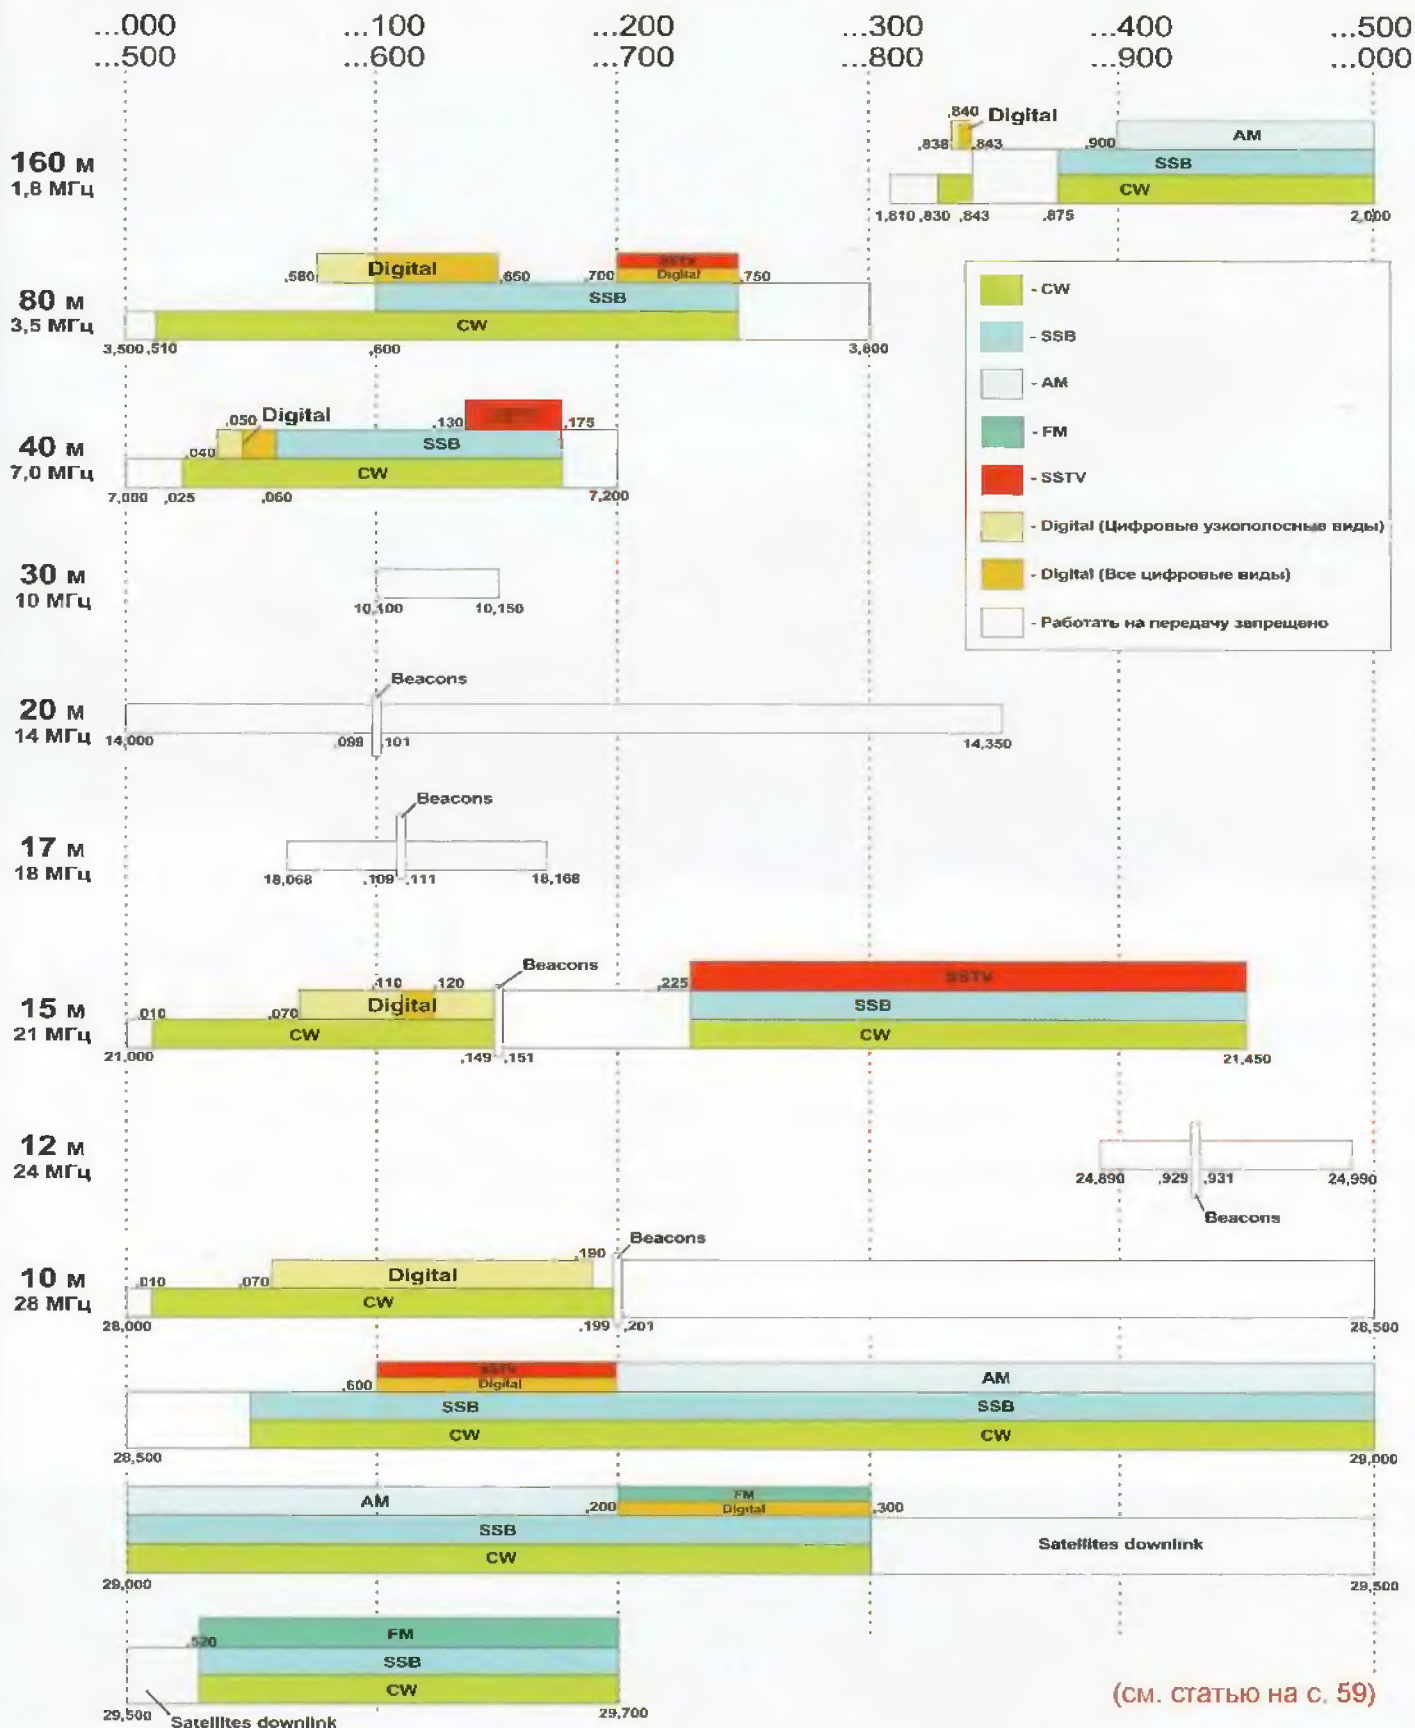 ...000 ...100 ...200 ...300 ...400 ...500
...500 ...600 ...700 ...800 ...900 ...000
160 м
1,8 МГц
,840 Digital
,838 ,843 ,900 AM
SSB
CW
1,810 ,830 ,843 ,875 2,000
80 м
3,5 МГц
,580 Digital ,650 ,700 SSTV ,750
Digital
SSB
CW
3,500 ,510 ,600 3,800
- CW
- SSB
- AM
- FM
- SSTV
- Digital (Цифровые узкополосные виды)
- Digital (Все цифровые виды)
- Работать на передачу запрещено
40 м
7,0 МГц
,050 Digital ,130 ,175
,040 SSB
CW
7,000 ,025 ,060 7,200
30 м
10 МГц
10,100 10,150
20 м
14 МГц
Beacons
14,000 ,099 ,101 14,350
17 м
18 МГц
Beacons
18,068 ,109 ,111 18,168
15 м
21 МГц
Beacons
,110 ,120 ,225 SSTV
,010 ,070 Digital SSB
CW CW
21,000 ,149 ,151 21,450
12 м
24 МГц
24,890 ,929 ,931 24,990
Beacons
10 м
28 МГц
Beacons
,190
,010 ,070 Digital
CW
28,000 ,199 ,201 28,500
,600 SSTV AM
Digital
SSB SSB
CW CW
28,500 29,000
AM ,200 FM ,300
Digital
SSB
CW Satellites downlink
29,000 29,500
,520 FM
SSB
CW
29,500 Satellites downlink 29,700
(см. статью на с. 59)